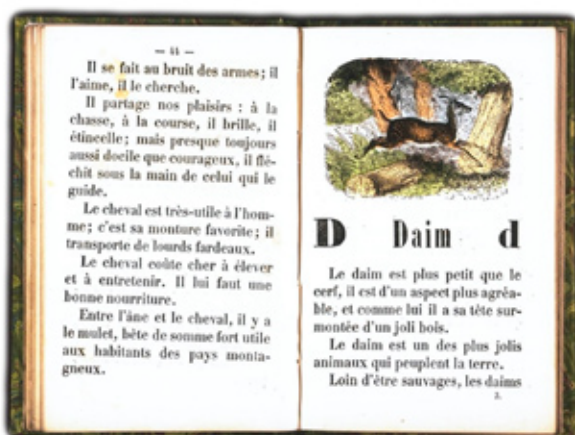 — 44 —
Il se fait au bruit des armes; il
l'aime, il le cherche.
Il partage nos plaisirs : à la
chasse, à la course, il brille, il
étincelle; mais presque toujours
aussi docile que courageux, il flé-
chit sous la main de celui qui le
guide.
Le cheval est très-utile à l'hom-
me; c'est sa monture favorite; il
transporte de lourds fardeaux.
Le cheval coûte cher à élever
et à entretenir. Il lui faut une
bonne nourriture.
Entre l'âne et le cheval, il y a
le mulet, bête de somme fort utile
aux habitants des pays monta-
gneux.
D Daim d
Le daim est plus petit que le
cerf, il est d'un aspect plus agréa-
ble, et comme lui il a sa tête sur-
montée d'un joli bois.
Le daim est un des plus jolis
animaux qui peuplent la terre.
Loin d'être sauvages, les daims
3.